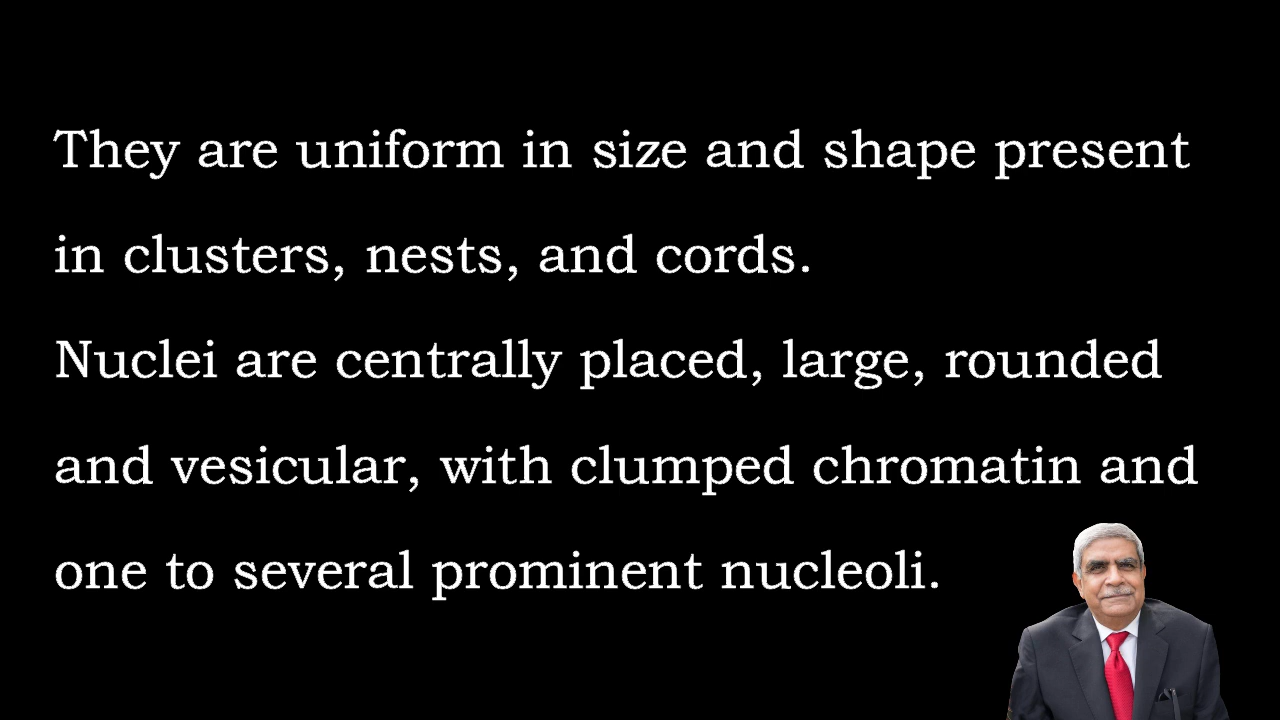 They are uniform in size and shape present
in clusters, nests, and cords.
Nuclei are centrally placed, large, rounded
and vesicular, with clumped chromatin and
one to several prominent nucleoli.